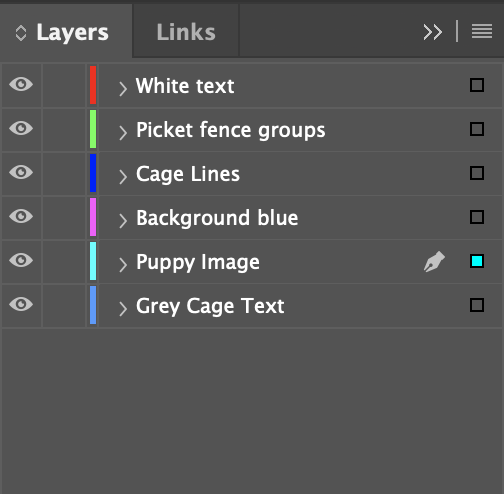 Layers Links
White text
Picket fence groups
Cage Lines
Background blue
Puppy Image
Grey Cage Text